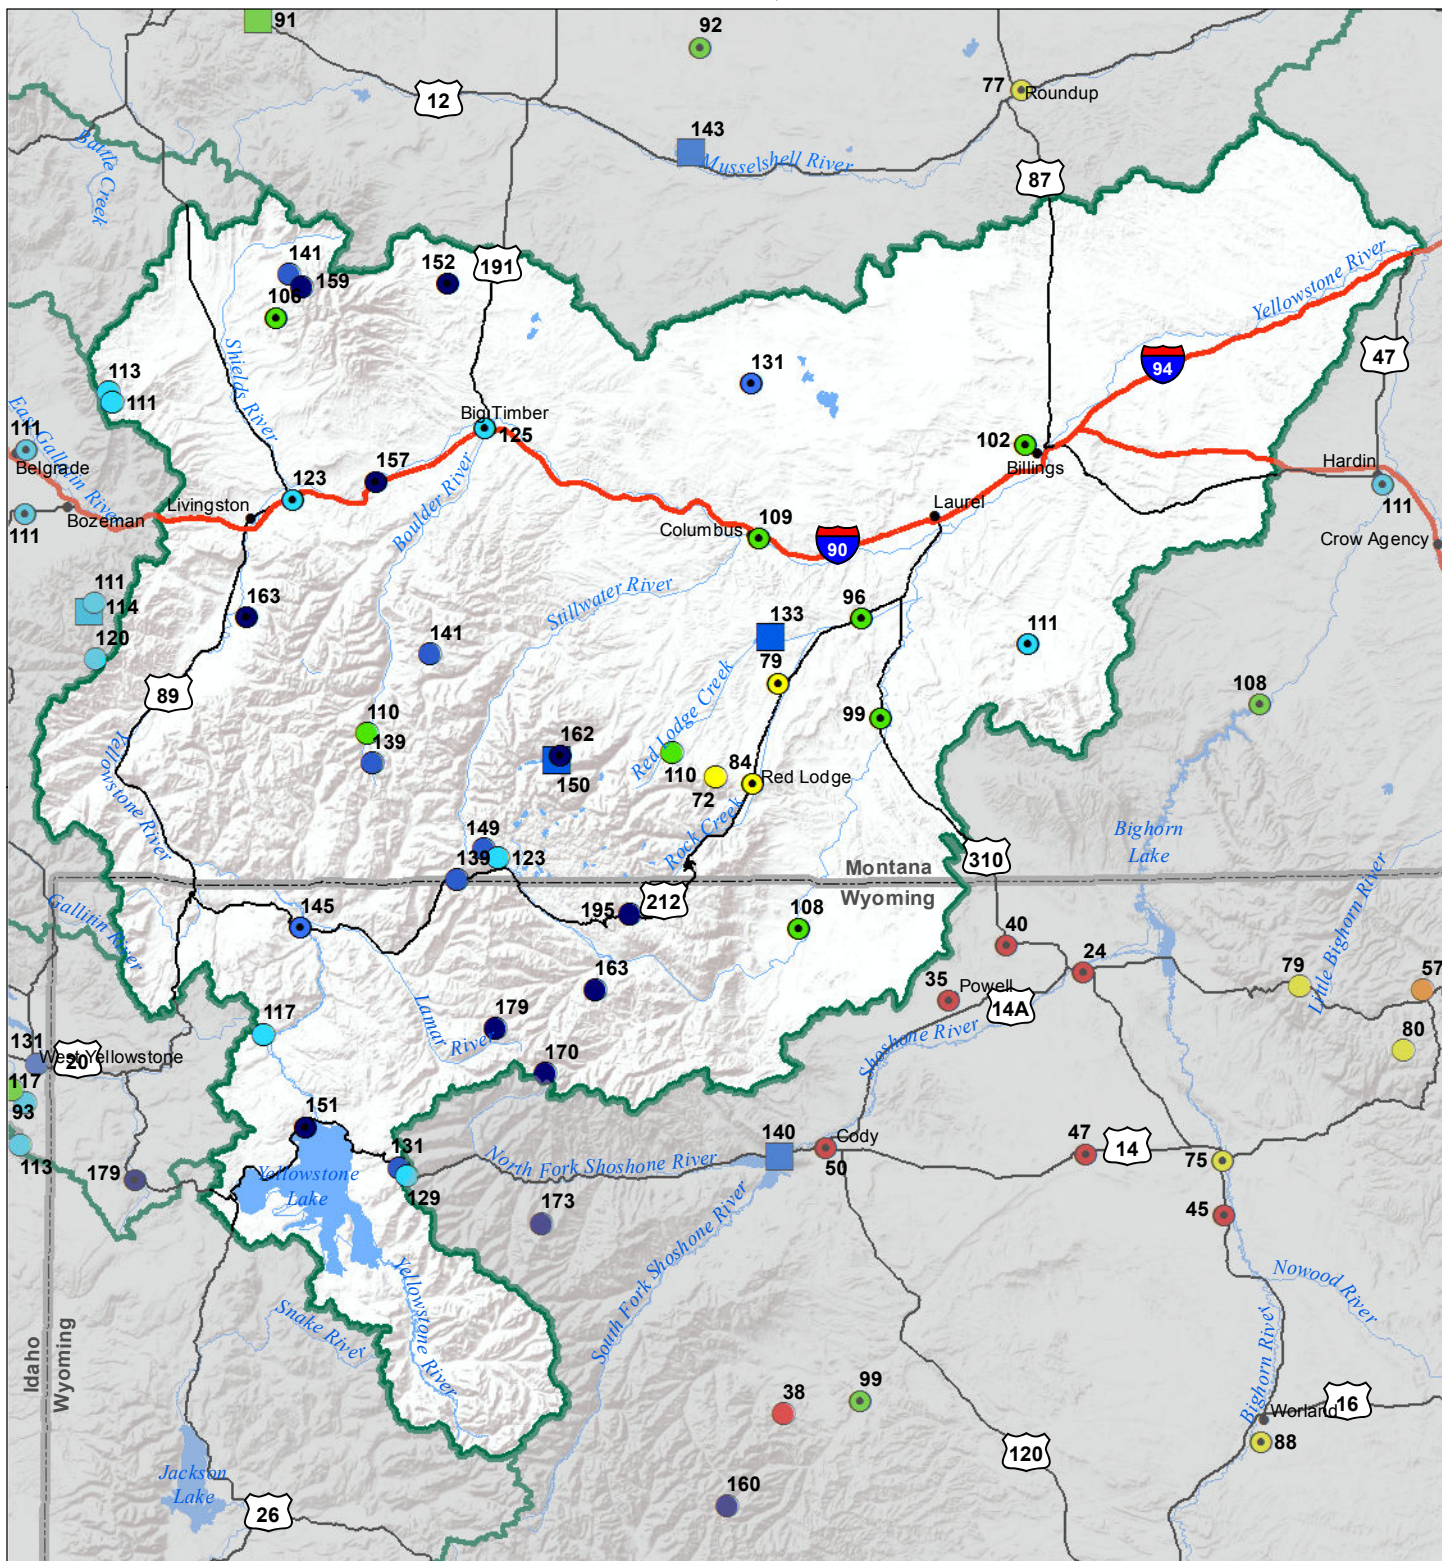 91
92
12
77
Roundup
143
Musselshell River
Battle Creek
87
141
159
152
191
106
Yellowstone River
Shields River
131
94
47
113
111
East Gallatin River
111
Belgrade
Big Timber
125
102
Billings
Hardin
157
123
Livingston
Boulder River
Bozeman
111
Laurel
111
Columbus
109
90
Crow Agency
111
114
Stillwater River
163
96
133
111
141
120
79
89
Red Lodge Creek
108
99
110
139
162
150
110
72
84
Red Lodge
Yellowstone River
Rock Creek
Bighorn
Lake
149
139
123
Montana
Wyoming
310
Little Bighorn River
212
Gallitin River
145
195
108
40
24
163
35
Powell
14A
79
57
Lamar River
179
117
Shoshone River
131
West Yellowstone
20
80
170
117
93
151
113
131
140
Cody
50
47
14
North Fork Shoshone River
75
179
Yellowstone
Lake
129
173
45
South Fork Shoshone River
Yellowstone River
Nowood River
Snake River
Idaho
Wyoming
38
99
Bighorn River
16
Worland
88
120
Jackson
Lake
160
26